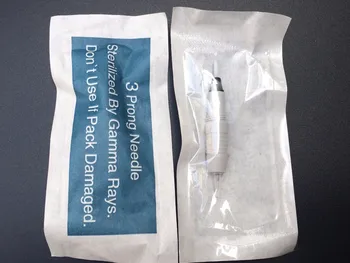 3 Prong Needle
Sterilized By Gamma Rays.
Don't Use If Pack Damaged.